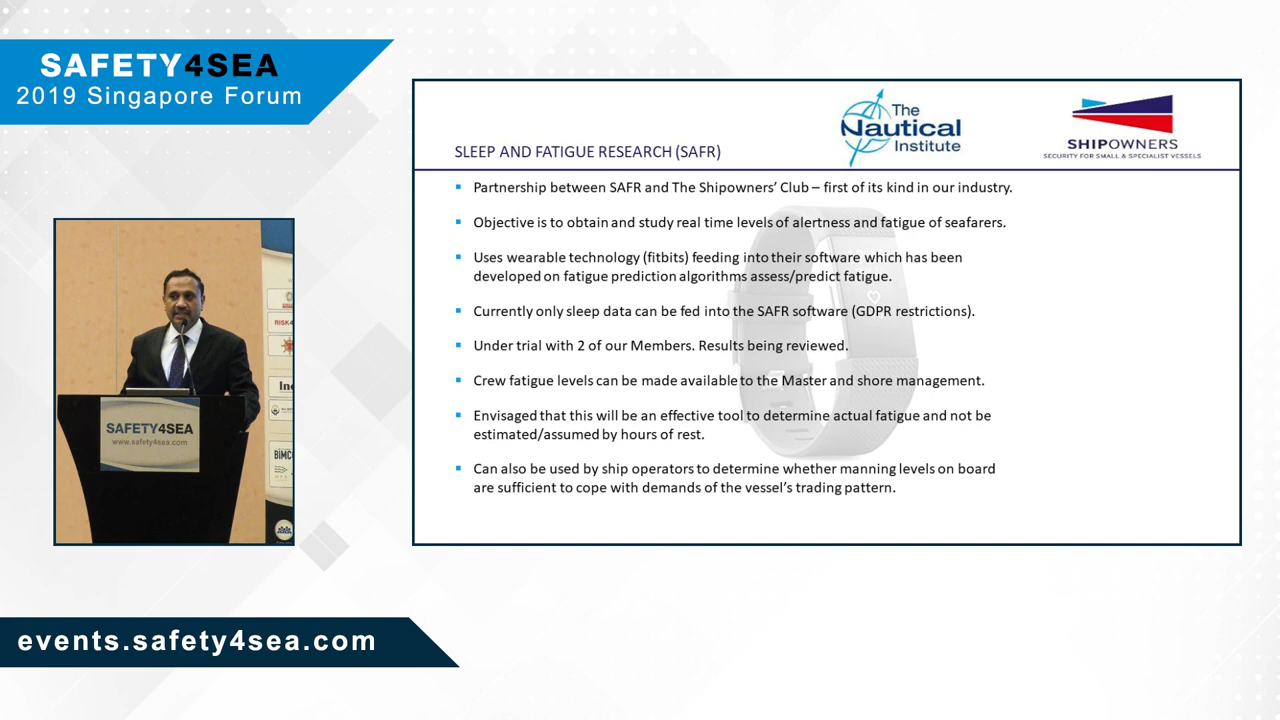 SAFETY4SEA
2019 Singapore Forum
The
Nautical
Institute
SHIPOWNERS
SECURITY FOR SMALL & SPECIALIST VESSELS
SLEEP AND FATIGUE RESEARCH (SAFR)
▪ Partnership between SAFR and The Shipowners' Club – first of its kind in our industry.
▪ Objective is to obtain and study real time levels of alertness and fatigue of seafarers.
▪ Uses wearable technology (fitbits) feeding into their software which has been
developed on fatigue prediction algorithms assess/predict fatigue.
▪ Currently only sleep data can be fed into the SAFR software (GDPR restrictions).
▪ Under trial with 2 of our Members. Results being reviewed.
▪ Crew fatigue levels can be made available to the Master and shore management.
▪ Envisaged that this will be an effective tool to determine actual fatigue and not be
estimated/assumed by hours of rest.
▪ Can also be used by ship operators to determine whether manning levels on board
are sufficient to cope with demands of the vessel's trading pattern.
RISK4
In
BIMC
SAFETY4SEA
www.safety4sea.com
events.safety4sea.com